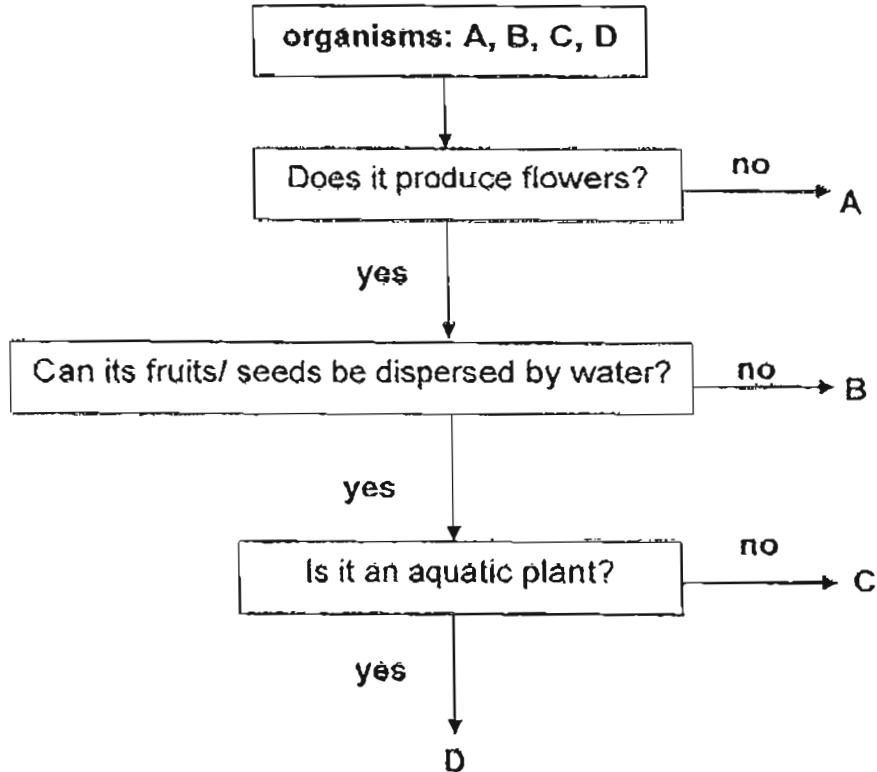 organisms: A, B, C, D
Does it produce flowers?
no
A
yes
Can its fruits/ seeds be dispersed by water?
no
B
yes
Is it an aquatic plant?
no
C
yes
D